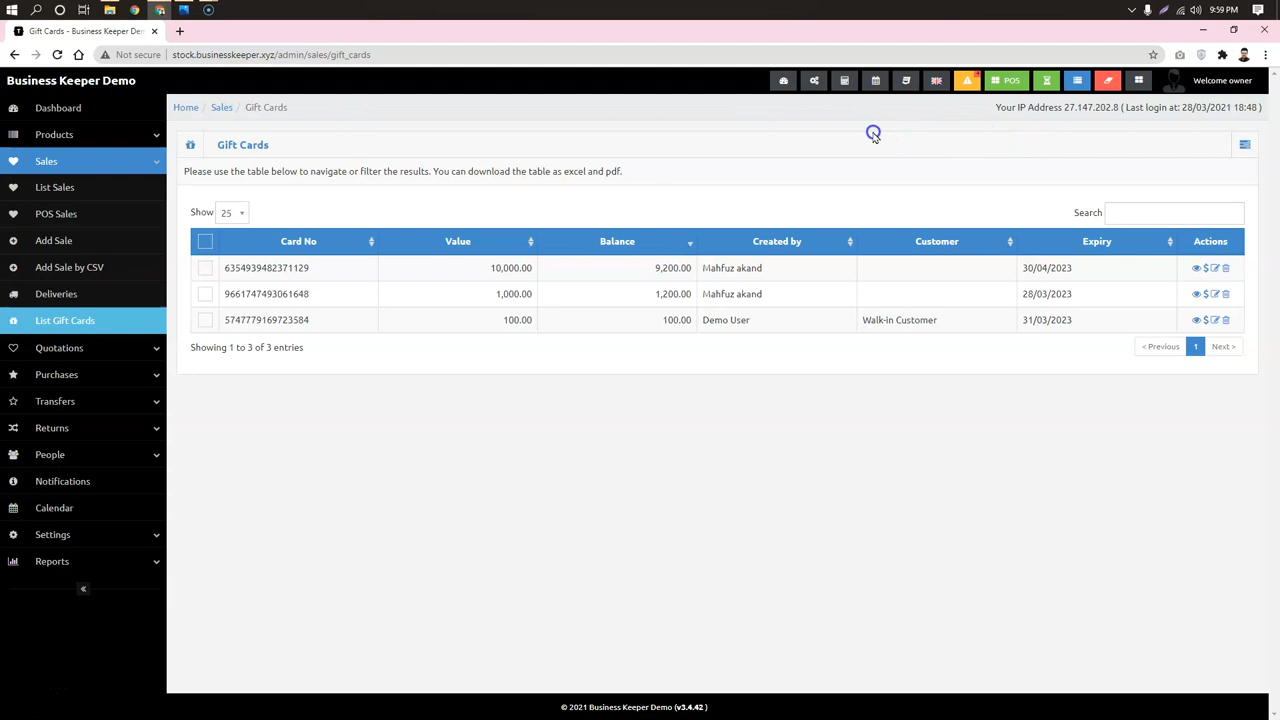 9:59 PM
Gift Cards - Business Keeper Dem
Not secure stock.businesskeeper.xyz/admin/sales/gift_cards
Business Keeper Demo
POS
Welcome owner
Home / Sales / Gift Cards
Your IP Address 27.147.202.8 ( Last login at: 28/03/2021 18:48 )
Dashboard
Products
Sales
List Sales
POS Sales
Add Sale
Add Sale by CSV
Deliveries
List Gift Cards
Quotations
Purchases
Transfers
Returns
People
Notifications
Calendar
Settings
Reports
Gift Cards
Please use the table below to navigate or filter the results. You can download the table as excel and pdf.
Show 25
Search
Card No Value Balance Created by Customer Expiry Actions
6354939482371129 10,000.00 9,200.00 Mahfuz akand 30/04/2023
9661747493061648 1,000.00 1,200.00 Mahfuz akand 28/03/2023
5747779169723584 100.00 100.00 Demo User Walk-in Customer 31/03/2023
Showing 1 to 3 of 3 entries
< Previous 1 Next >
© 2021 Business Keeper Demo (v3.4.42 )